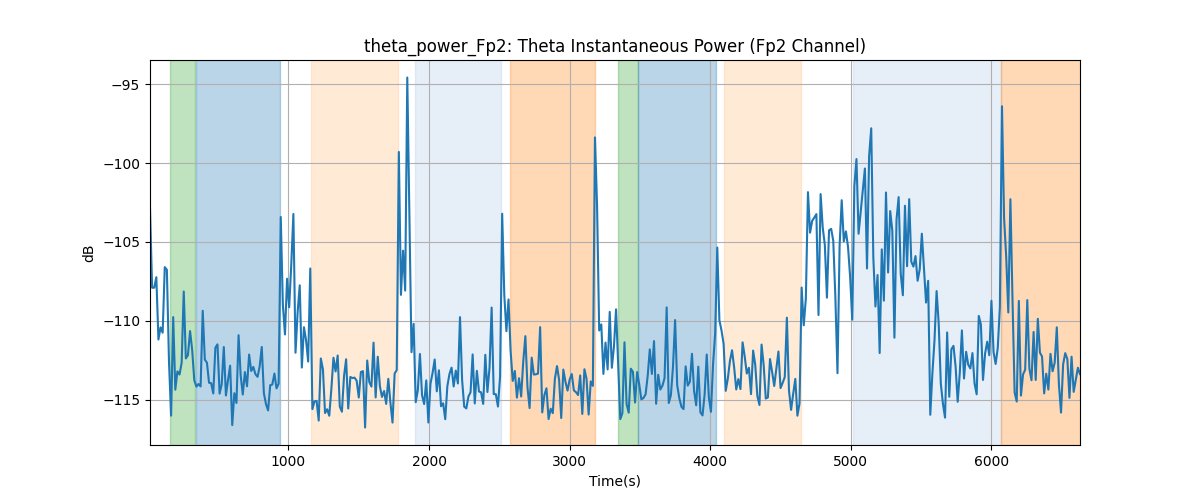 theta_power_Fp2: Theta Instantaneous Power (Fp2 Channel)
−95
−100
−105
−110
−115
dB
1000 2000 3000 4000 5000 6000
Time(s)